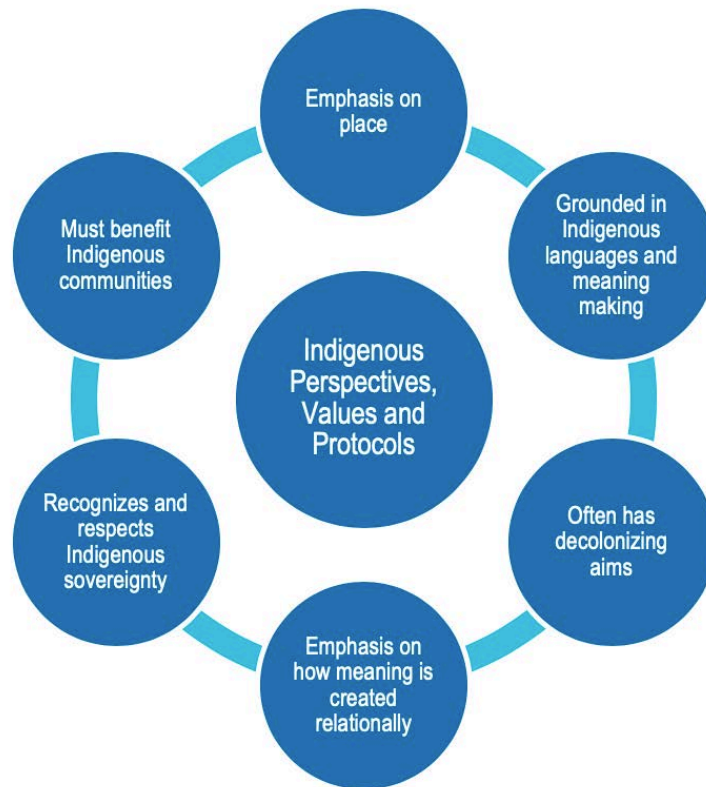 Emphasis on
place
Grounded in
Indigenous
languages and
meaning
making
Often has
decolonizing
aims
Emphasis on
how meaning is
created
relationally
Recognizes and
respects
Indigenous
sovereignty
Must benefit
Indigenous
communities
Indigenous
Perspectives,
Values and
Protocols